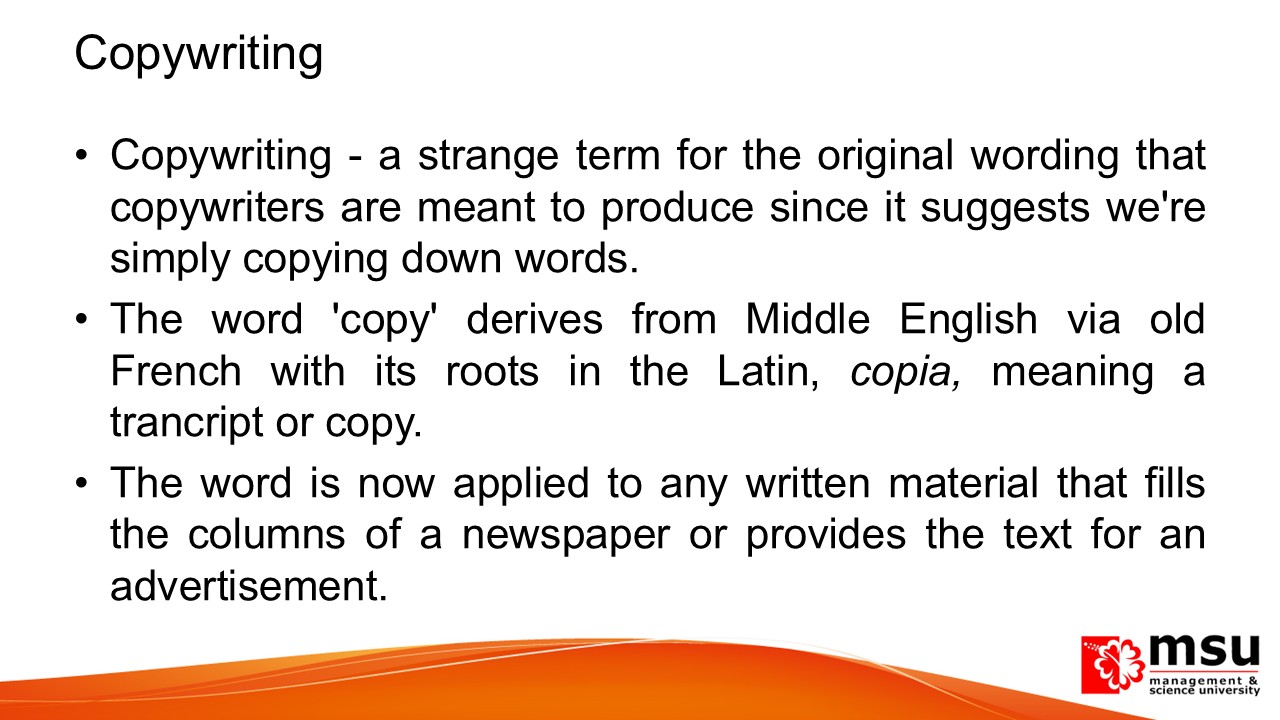 Copywriting
• Copywriting - a strange term for the original wording that
copywriters are meant to produce since it suggests we're
simply copying down words.
• The word 'copy' derives from Middle English via old
French with its roots in the Latin, copia, meaning a
trancript or copy.
• The word is now applied to any written material that fills
the columns of a newspaper or provides the text for an
advertisement.
msu
management &
science university